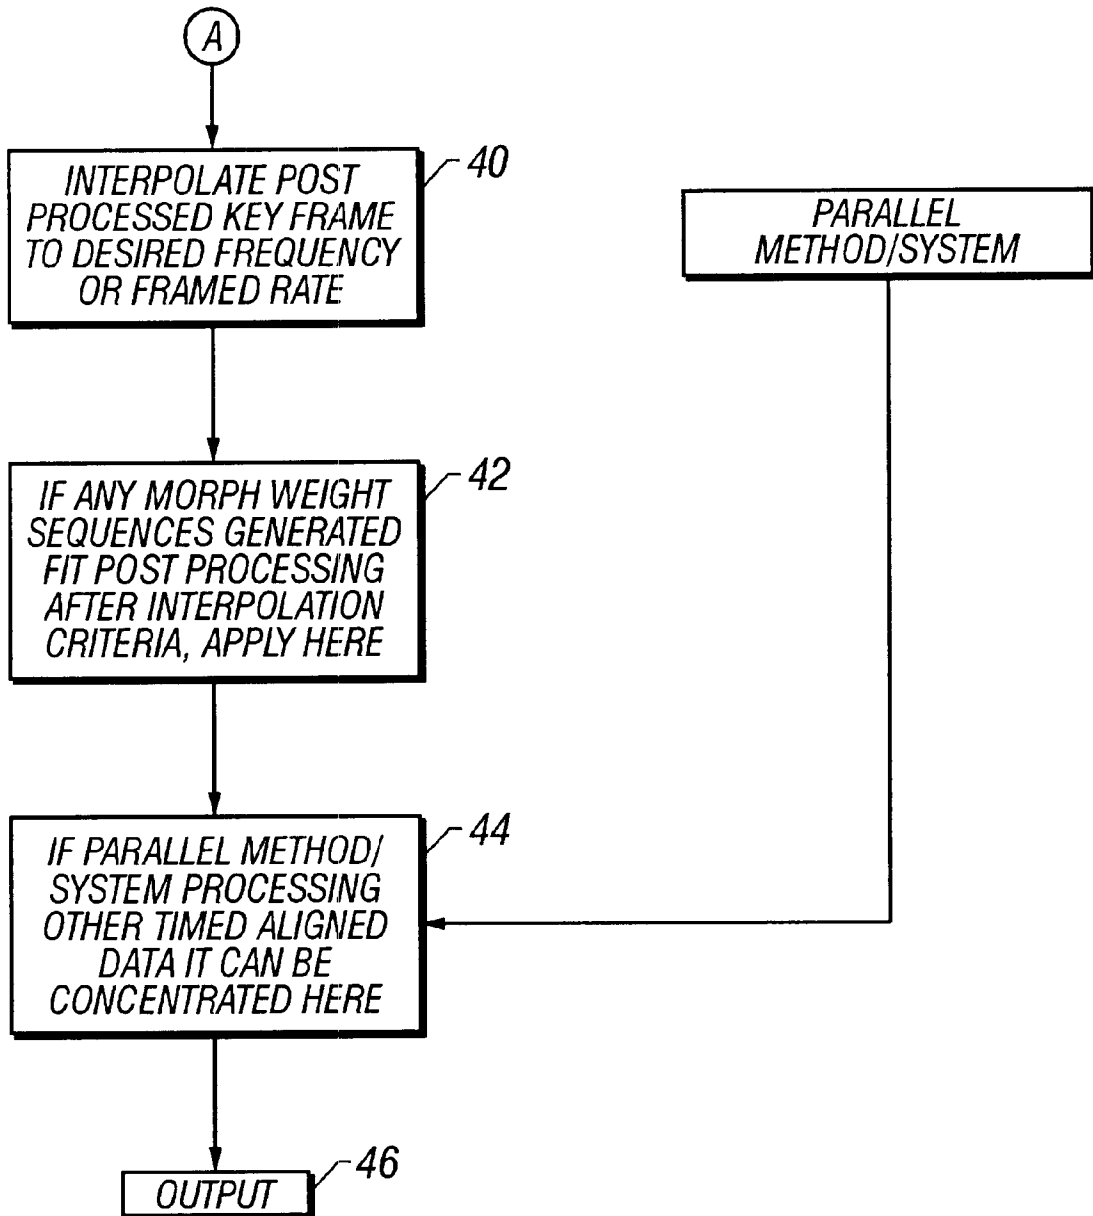 A
INTERPOLATE POST
PROCESSED KEY FRAME
TO DESIRED FREQUENCY
OR FRAMED RATE
40
PARALLEL
METHOD/SYSTEM
IF ANY MORPH WEIGHT
SEQUENCES GENERATED
FIT POST PROCESSING
AFTER INTERPOLATION
CRITERIA, APPLY HERE
42
IF PARALLEL METHOD/
SYSTEM PROCESSING
OTHER TIMED ALIGNED
DATA IT CAN BE
CONCENTRATED HERE
44
OUTPUT
46